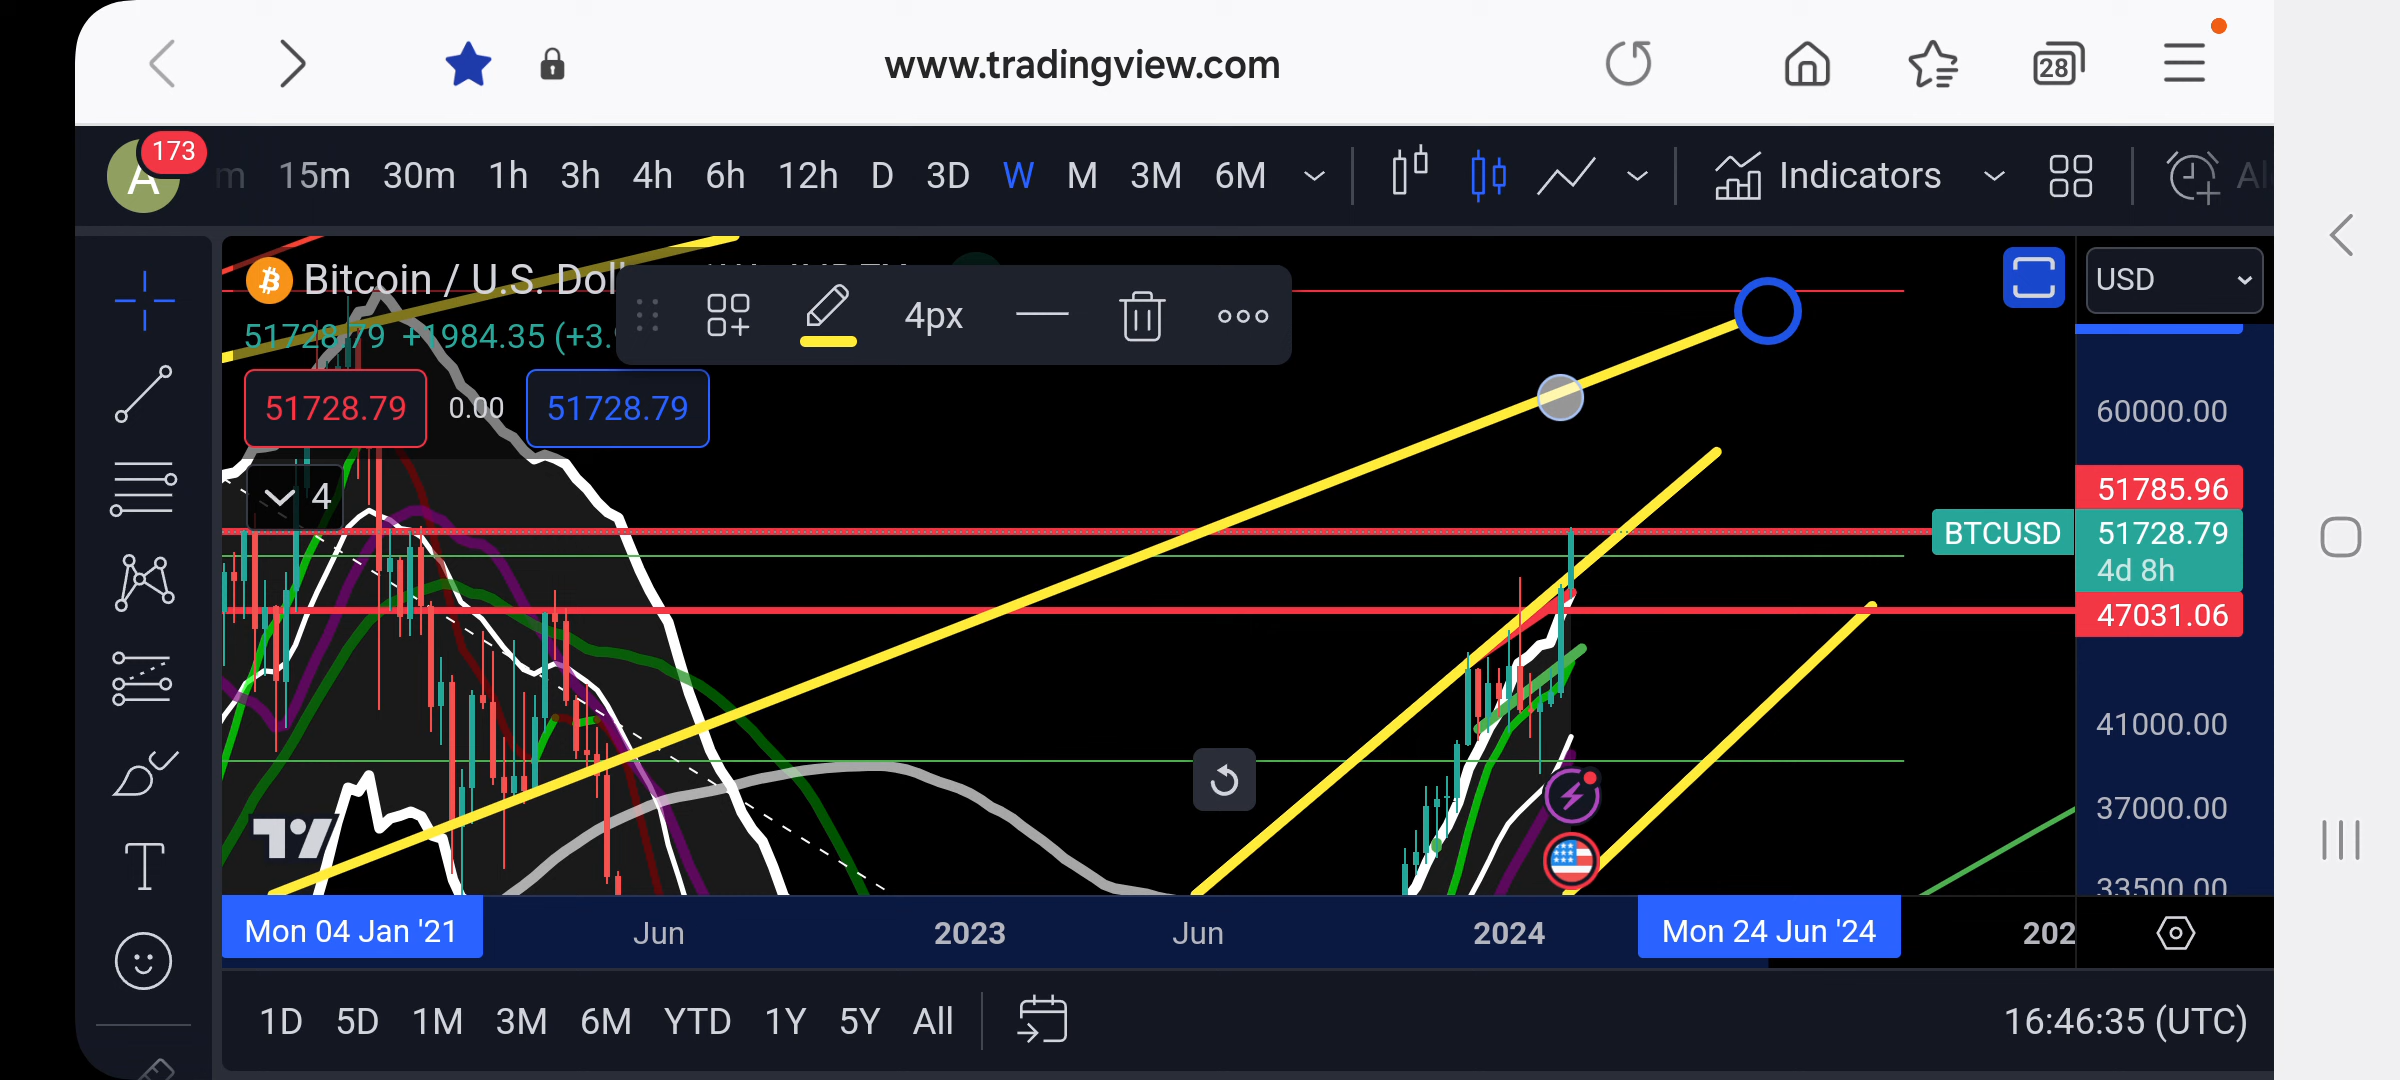 www.tradingview.com
28
173
A
m 15m 30m 1h 3h 4h 6h 12h D 3D W M 3M 6M
Indicators
Al
Bitcoin / U.S. Dol
4px
USD
51728.79 +1984.35 (+3.
51728.79 0.00 51728.79
4
60000.00
51785.96
BTCUSD 51728.79
4d 8h
47031.06
41000.00
37000.00
33500.00
Mon 04 Jan '21 Jun 2023 Jun 2024 Mon 24 Jun '24 202
1D 5D 1M 3M 6M YTD 1Y 5Y All
16:46:35 (UTC)